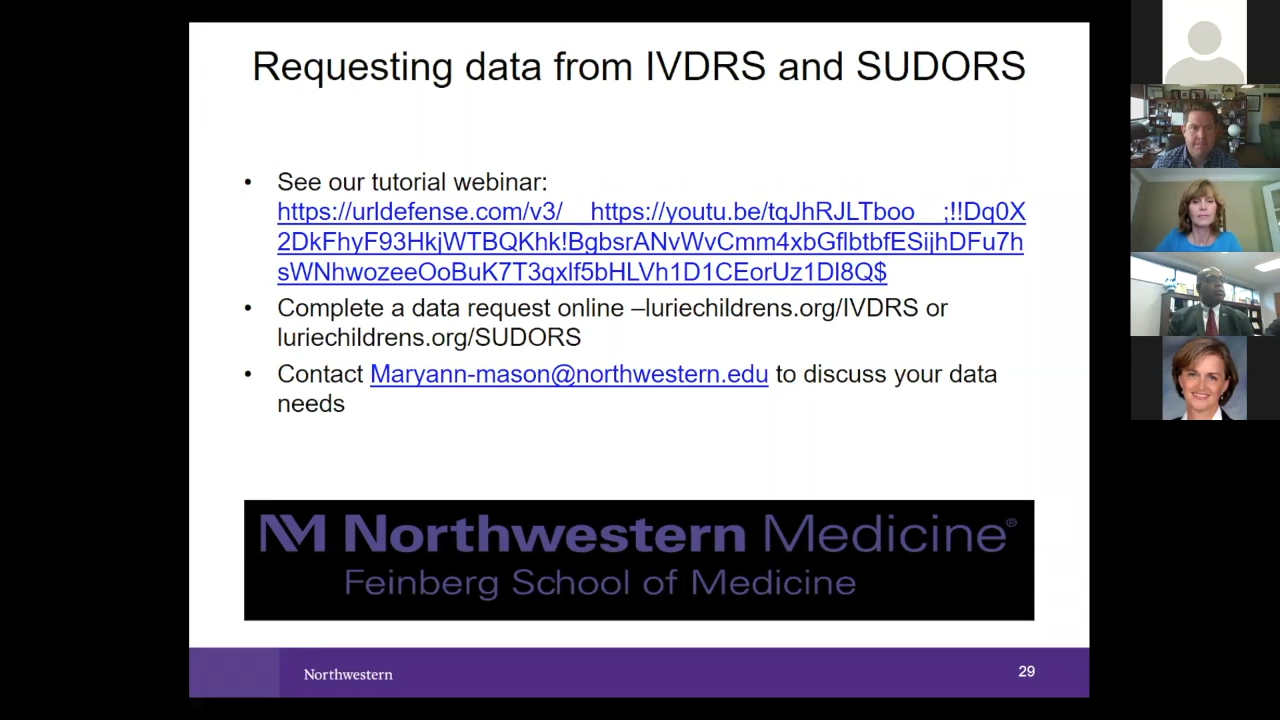 Requesting data from IVDRS and SUDORS
• See our tutorial webinar:
https://urldefense.com/v3/__https://youtu.be/tqJhRJLTboo__;!!Dq0X
2DkFhyF93HkjWTBQKhk!BgbsrANvWvCmm4xbGflbtbfESijhDFu7h
sWNhwozeeOoBuK7T3qxlf5bHLVh1D1CEorUz1Dl8Q$
• Complete a data request online –luriechildrens.org/IVDRS or
luriechildrens.org/SUDORS
• Contact Maryann-mason@northwestern.edu to discuss your data
needs
NM Northwestern Medicine®
Feinberg School of Medicine
Northwestern
29